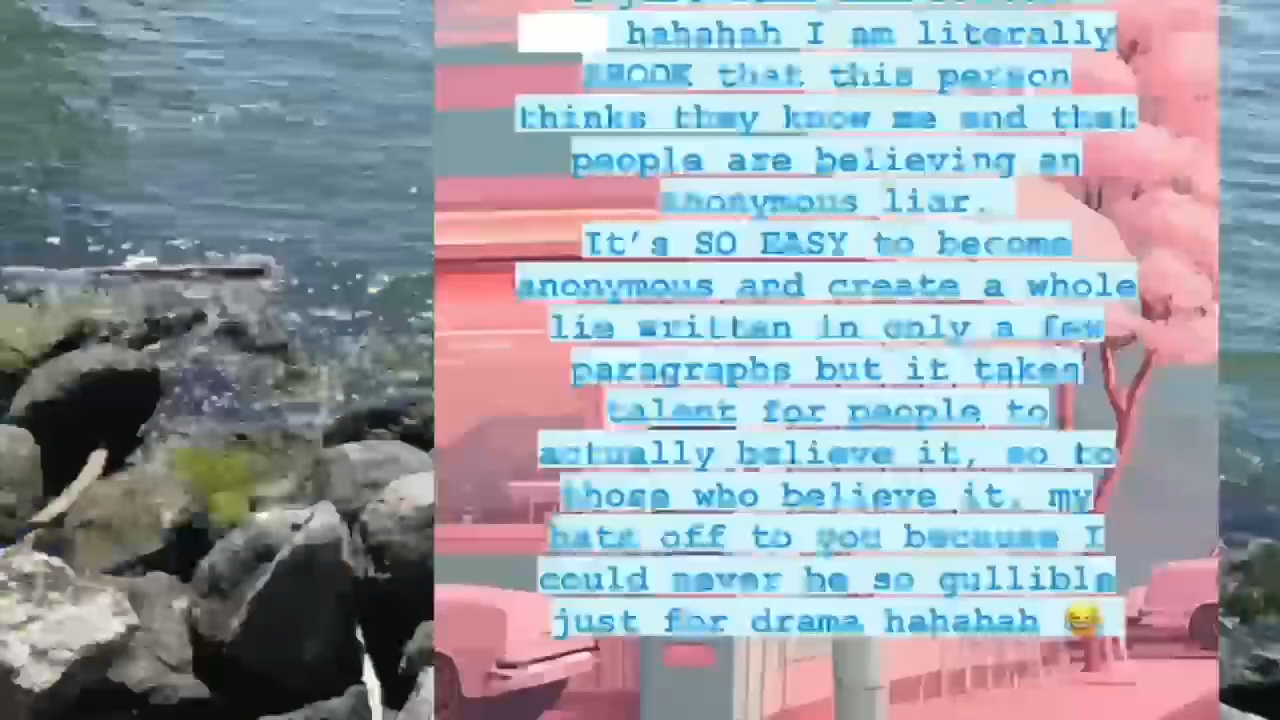 hahahah I am literally
SHOOK that this person
thinks they know me and that
people are believing an
anonymous liar.
It's SO EASY to become
anonymous and create a whole
lie written in only a few
paragraphs but it takes
talent for people to
actually believe it, so to
those who believe it, my
hats off to you because I
could never be so gullible
just for drama hahahah 😂